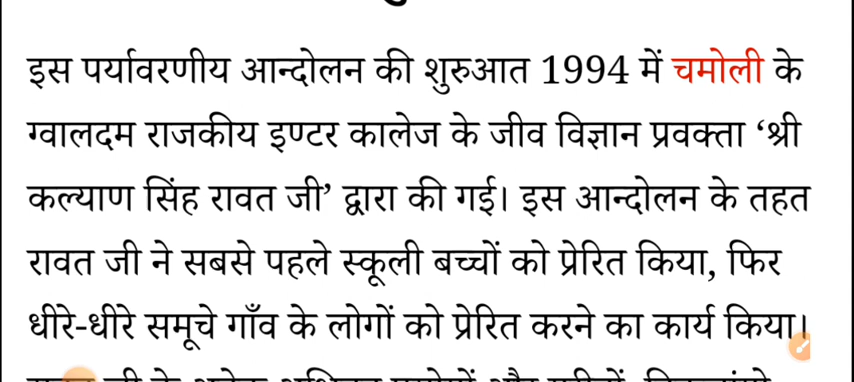 इस पर्यावरणीय आन्दोलन की शुरुआत 1994 में चमोली के
ग्वालदम राजकीय इण्टर कालेज के जीव विज्ञान प्रवक्ता ‘श्री
कल्याण सिंह रावत जी’ द्वारा की गई। इस आन्दोलन के तहत
रावत जी ने सबसे पहले स्कूली बच्चों को प्रेरित किया, फिर
धीरे-धीरे समूचे गाँव के लोगों को प्रेरित करने का कार्य किया।